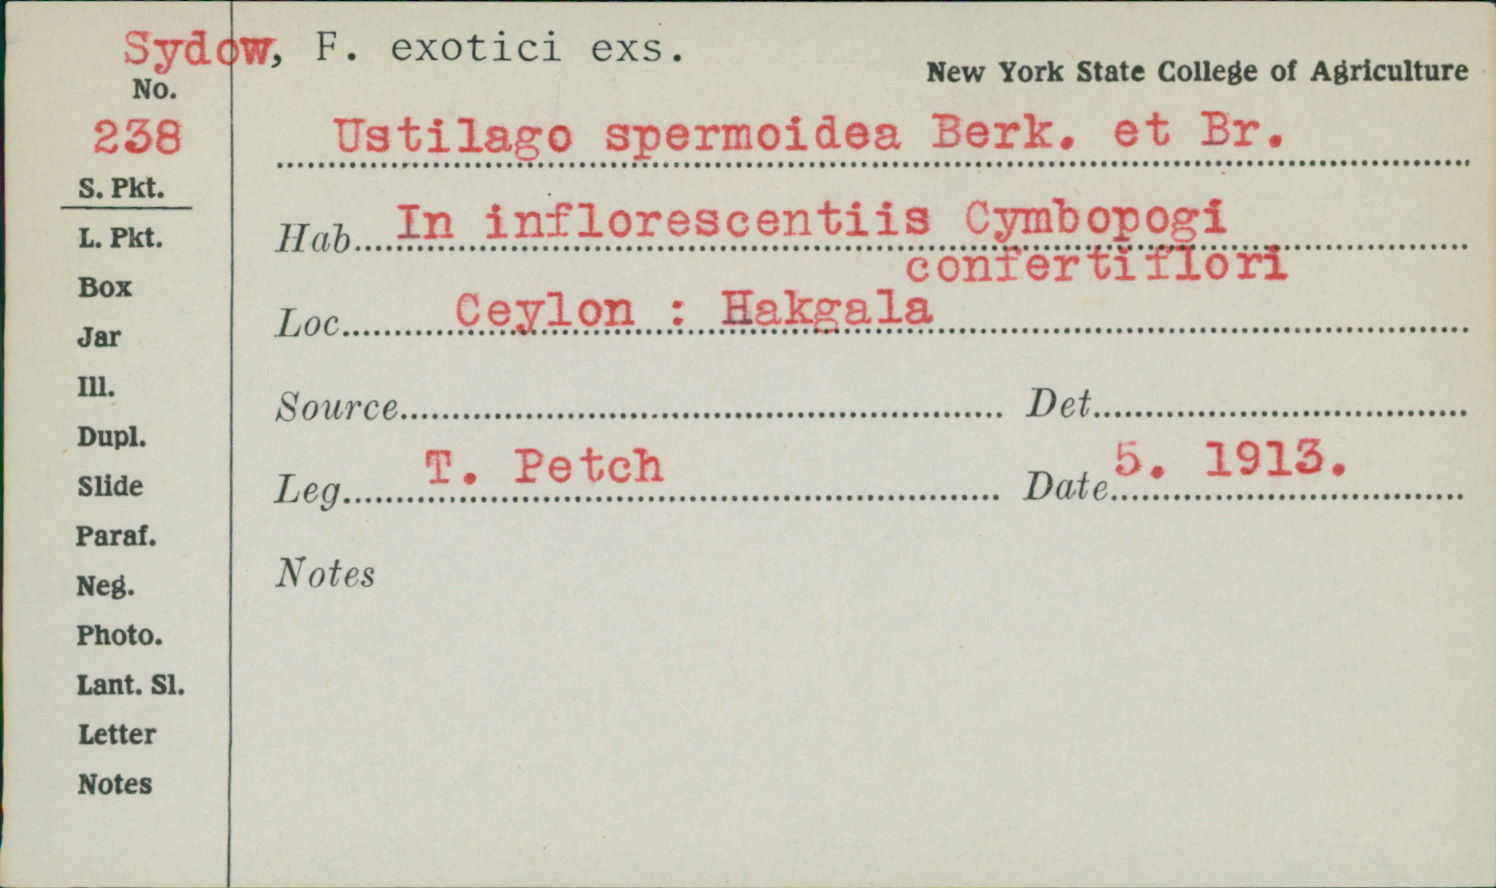 Sydow, F. exotici exs.
New York State College of Agriculture
No.
238
Ustilago spermoidea Berk. et Br.
S. Pkt.
L. Pkt.
Box
Jar
Ill.
Dupl.
Slide
Paraf.
Neg.
Photo.
Lant. Sl.
Letter
Notes
Hab. In inflorescentiis Cymbopogi
confertiflori
Loc. Ceylon : Hakgala
Source
Det.
Leg. T. Petch
Date 5. 1913.
Notes